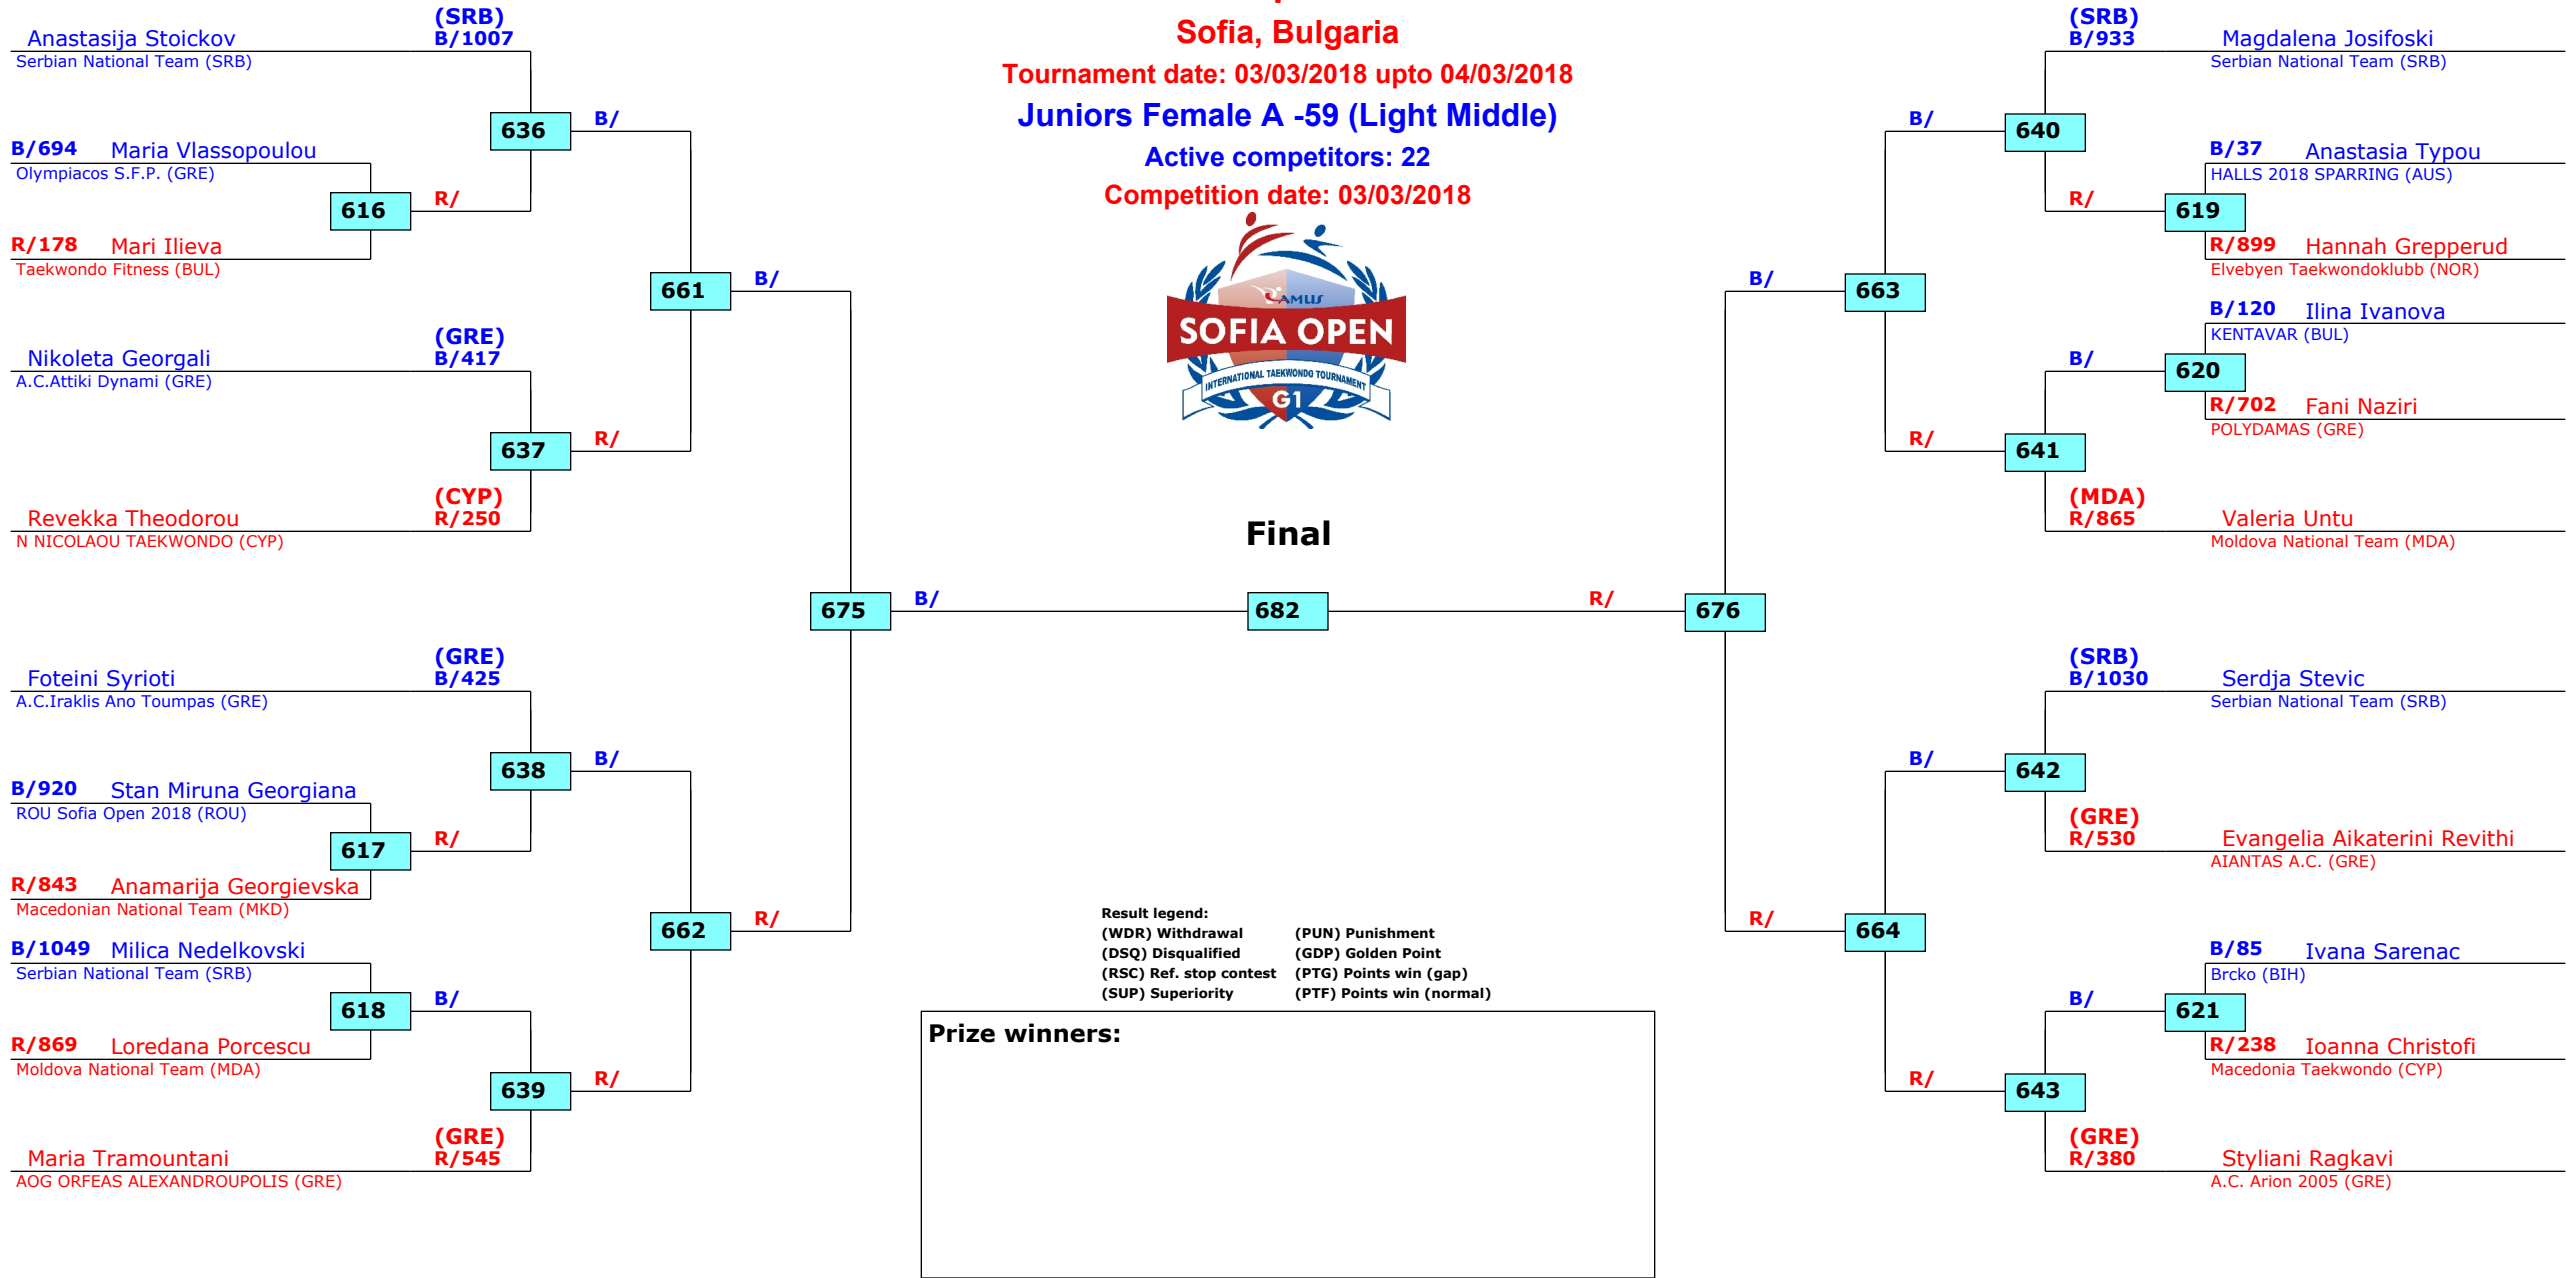 Sofia, Bulgaria
Tournament date: 03/03/2018 upto 04/03/2018
Juniors Female A -59 (Light Middle)
Active competitors: 22
Competition date: 03/03/2018
RAMUS
SOFIA OPEN
INTERNATIONAL TAEKWONDO TOURNAMENT
G1
(SRB)
Anastasija Stoickov B/1007
Serbian National Team (SRB)
636
B/
B/694 Maria Vlassopoulou
Olympiacos S.F.P. (GRE)
616
R/
R/178 Mari Ilieva
Taekwondo Fitness (BUL)
661
B/
(GRE)
Nikoleta Georgali B/417
A.C.Attiki Dynami (GRE)
637
R/
(CYP)
Revekka Theodorou R/250
N NICOLAOU TAEKWONDO (CYP)
675
B/
(GRE)
Foteini Syrioti B/425
A.C.Iraklis Ano Toumpas (GRE)
638
B/
B/920 Stan Miruna Georgiana
ROU Sofia Open 2018 (ROU)
617
R/
R/843 Anamarija Georgievska
Macedonian National Team (MKD)
662
R/
B/1049 Milica Nedelkovski
Serbian National Team (SRB)
618
B/
R/869 Loredana Porcescu
Moldova National Team (MDA)
639
R/
(GRE)
Maria Tramountani R/545
AOG ORFEAS ALEXANDROUPOLIS (GRE)
Final
682
(SRB)
B/933 Magdalena Josifoski
Serbian National Team (SRB)
B/
640
B/37 Anastasia Typou
HALLS 2018 SPARRING (AUS)
R/
619
R/899 Hannah Grepperud
Elvebyen Taekwondoklubb (NOR)
B/
663
B/120 Ilina Ivanova
KENTAVAR (BUL)
B/
620
R/702 Fani Naziri
POLYDAMAS (GRE)
R/
641
(MDA)
R/865 Valeria Untu
Moldova National Team (MDA)
R/
676
(SRB)
B/1030 Serdja Stevic
Serbian National Team (SRB)
B/
642
(GRE)
R/530 Evangelia Aikaterini Revithi
AIANTAS A.C. (GRE)
R/
664
B/85 Ivana Sarenac
Brcko (BIH)
B/
621
R/238 Ioanna Christofi
Macedonia Taekwondo (CYP)
R/
643
(GRE)
R/380 Styliani Ragkavi
A.C. Arion 2005 (GRE)
Result legend:
(WDR) Withdrawal (PUN) Punishment
(DSQ) Disqualified (GDP) Golden Point
(RSC) Ref. stop contest (PTG) Points win (gap)
(SUP) Superiority (PTF) Points win (normal)
Prize winners: